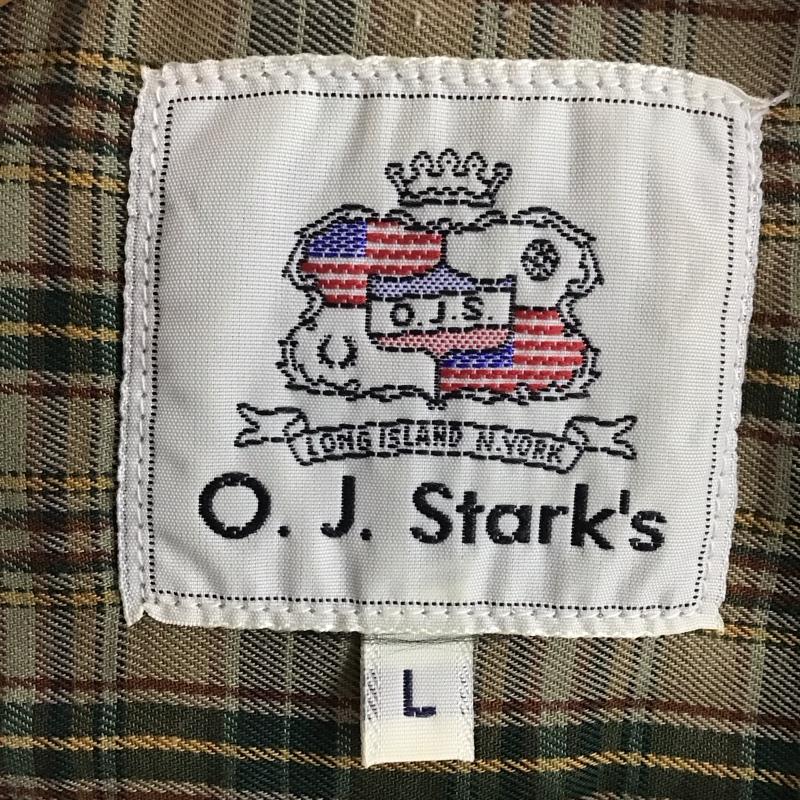 O.J.S.
LONG ISLAND N.YORK
O. J. Stark's
L